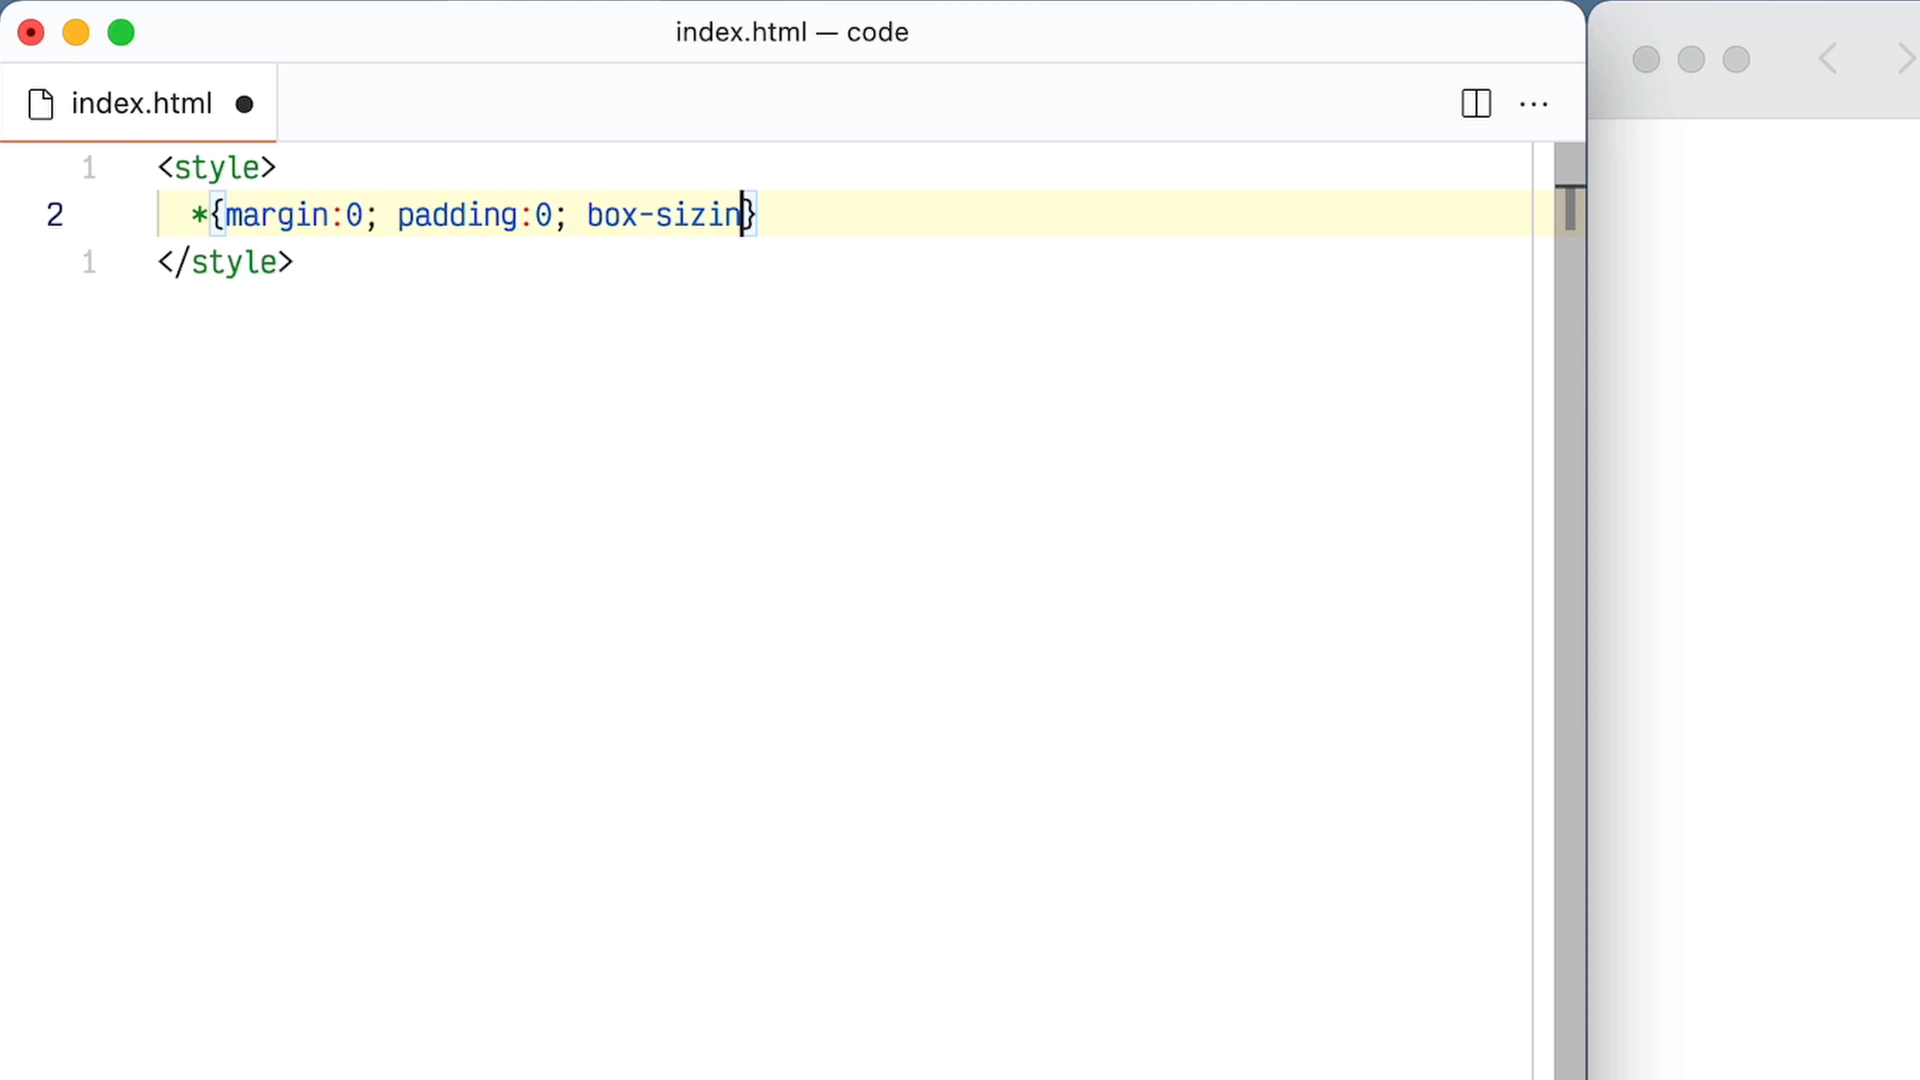 index.html — code
index.html
1 <style>
2 *{margin:0; padding:0; box-sizin}
1 </style>